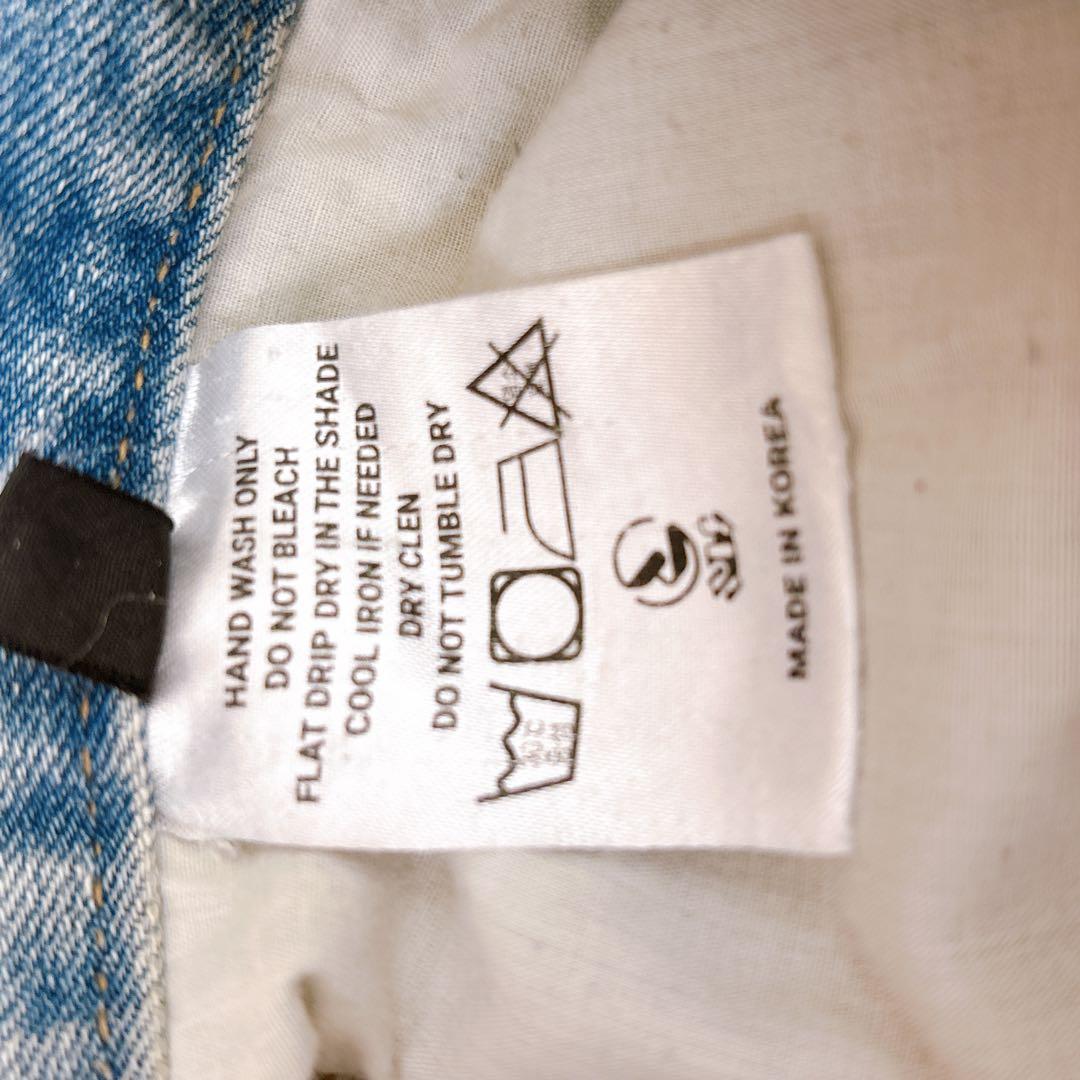 HAND WASH ONLY
DO NOT BLEACH
FLAT DRIP DRY IN THE SHADE
COOL IRON IF NEEDED
DRY CLEN
DO NOT TUMBLE DRY
MADE IN KOREA